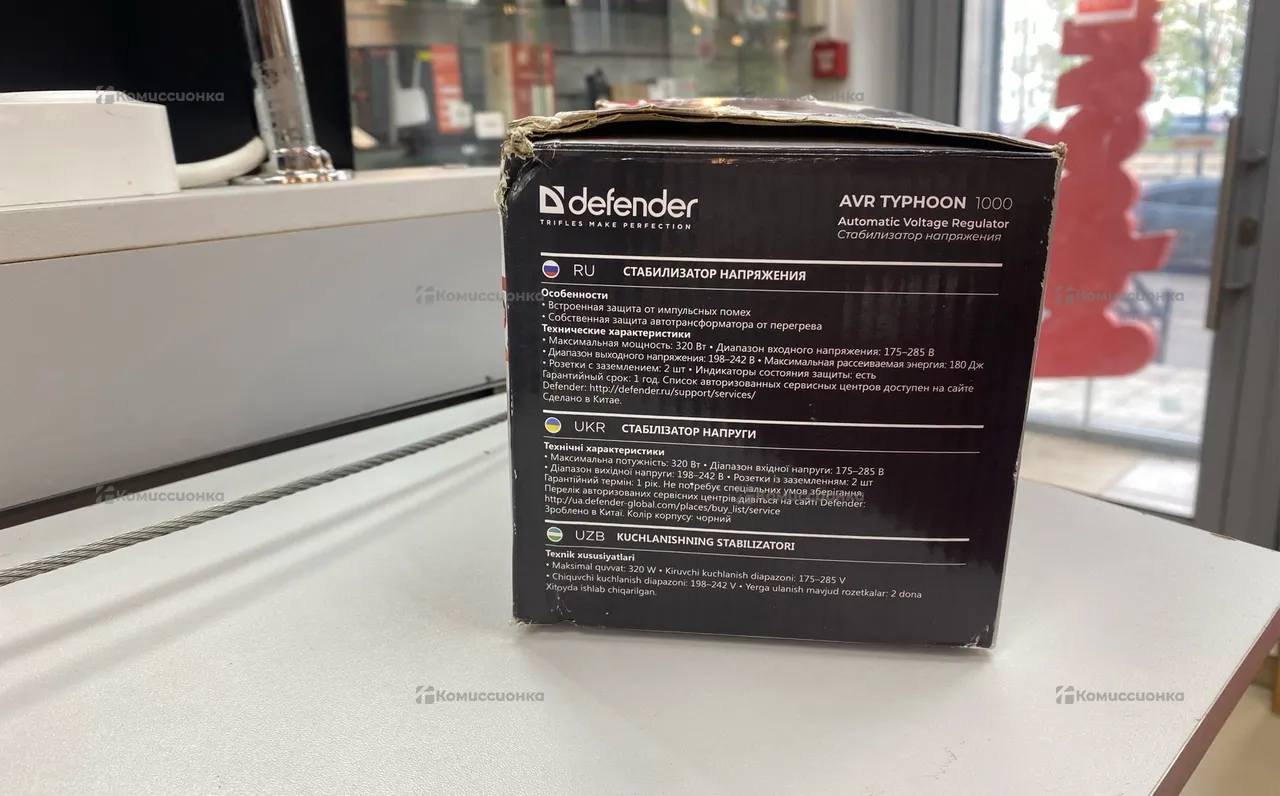 defender
TRIFLES MAKE PERFECTION
AVR TYPHOON 1000
Automatic Voltage Regulator
Стабилизатор напряжения
RU СТАБИЛИЗАТОР НАПРЯЖЕНИЯ
Особенности
• Встроенная защита от импульсных помех
• Собственная защита автотрансформатора от перегрева
Технические характеристики
• Максимальная мощность: 320 Вт • Диапазон входного напряжения: 175–285 В
• Диапазон выходного напряжения: 198–242 В • Максимальная рассеиваемая энергия: 180 Дж
• Розетки с заземлением: 2 шт • Индикаторы состояния защиты: есть
Гарантийный срок: 1 год. Список авторизованных сервисных центров доступен на сайте
Defender: http://defender.ru/support/services/
Сделано в Китае.
UKR СТАБІЛІЗАТОР НАПРУГИ
Технічні характеристики
• Максимальна потужність: 320 Вт • Діапазон вхідної напруги: 175–285 В
• Діапазон вихідної напруги: 198–242 В • Розетки із заземленням: 2 шт
Гарантійний термін: 1 рік. Не потребує спеціальних умов зберігання
Перелік авторизованих сервісних центрів дивіться на сайті Defender:
http://ua.defender-global.com/places/buy_list/service
Зроблено в Китаї. Колір корпусу: чорний
UZB KUCHLANISHNING STABILIZATORI
Texnik xususiyatlari
• Maksimal quvvat: 320 W • Kiruvchi kuchlanish diapazoni: 175–285 V
• Chiquvchi kuchlanish diapazoni: 198–242 V • Yerga ulanish mavjud rozetkalar: 2 dona
Xitoyda ishlab chiqarilgan.
Комиссионка
Комиссионка
Комиссионка
Комиссионка
Комиссионка
Комиссионка